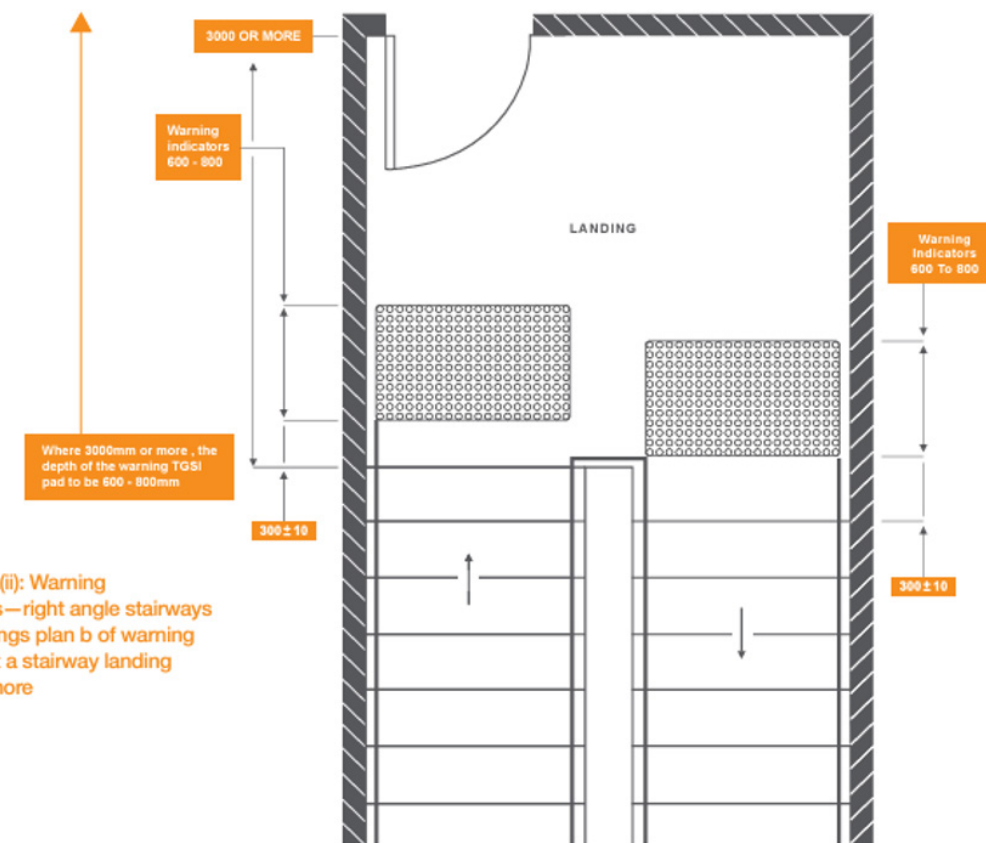 3000 OR MORE
Warning
indicators
600 - 800
LANDING
Warning
Indicators
600 To 800
Where 3000mm or more , the
depth of the warning TGSI
pad to be 600 - 800mm
300±10
300±10
(ii): Warning
s—right angle stairways
ngs plan b of warning
t a stairway landing
nore